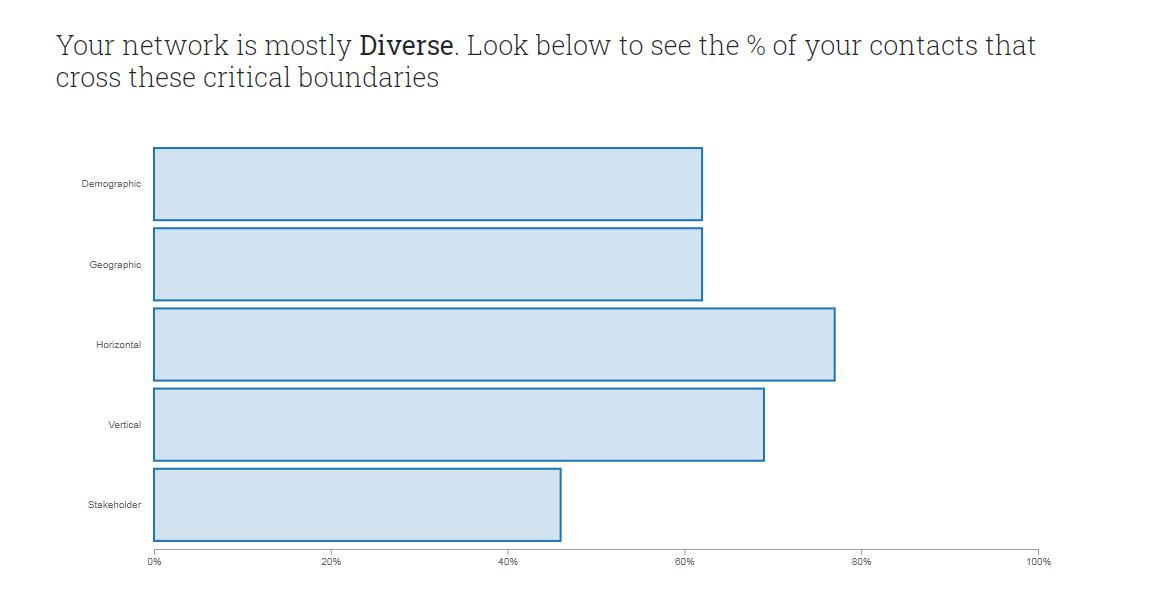 Your network is mostly Diverse. Look below to see the % of your contacts that
cross these critical boundaries
Demographic
Geographic
Horizontal
Vertical
Stakeholder
0% 20% 40% 60% 80% 100%